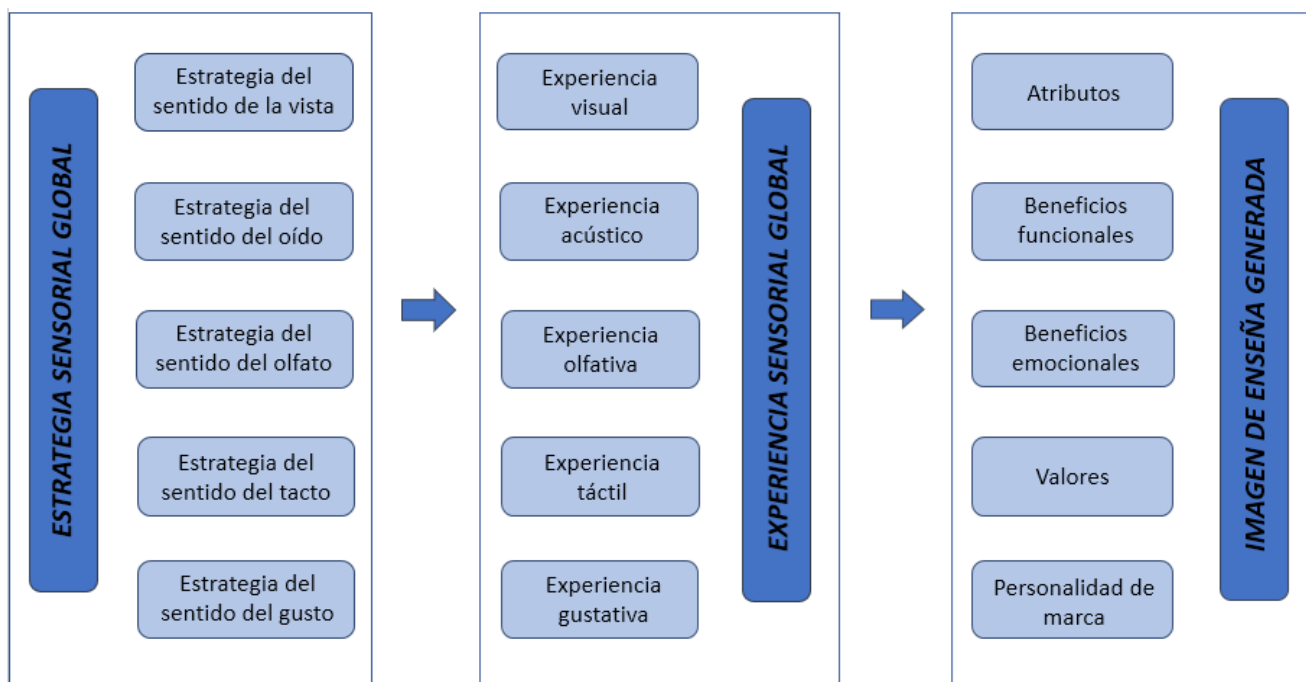 ESTRATEGIA SENSORIAL GLOBAL
Estrategia del
sentido de la vista
Estrategia del
sentido del oído
Estrategia del
sentido del olfato
Estrategia del
sentido del tacto
Estrategia del
sentido del gusto
Experiencia
visual
Experiencia
acústico
Experiencia
olfativa
Experiencia
táctil
Experiencia
gustativa
EXPERIENCIA SENSORIAL GLOBAL
Atributos
Beneficios
funcionales
Beneficios
emocionales
Valores
Personalidad de
marca
IMAGEN DE ENSEÑA GENERADA